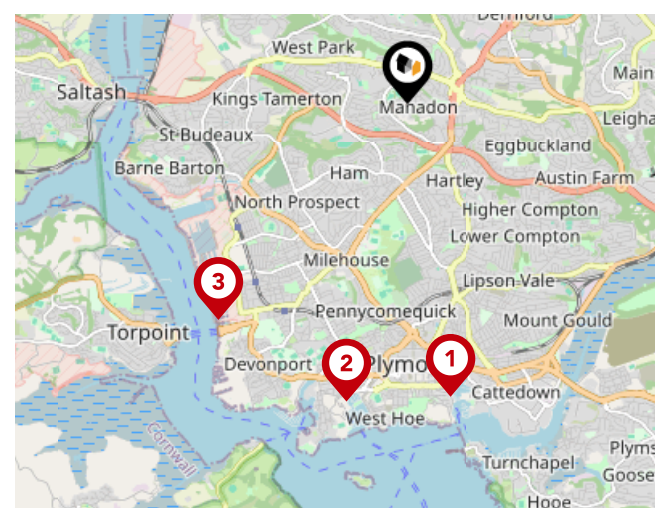 Dernford
West Park
Main
Saltash
Kings Tamerton
Manadon
Leigha
St Budeaux
Eggbuckland
Barne Barton
Ham
Hartley
Austin Farm
North Prospect
Higher Compton
Lower Compton
Milehouse
3
Lipson Vale
Pennycomequick
Mount Gould
Torpoint
1
2
Plymo
Devonport
Cattedown
West Hoe
Cornwall
Plyms
Turnchapel
Goose
Hooe